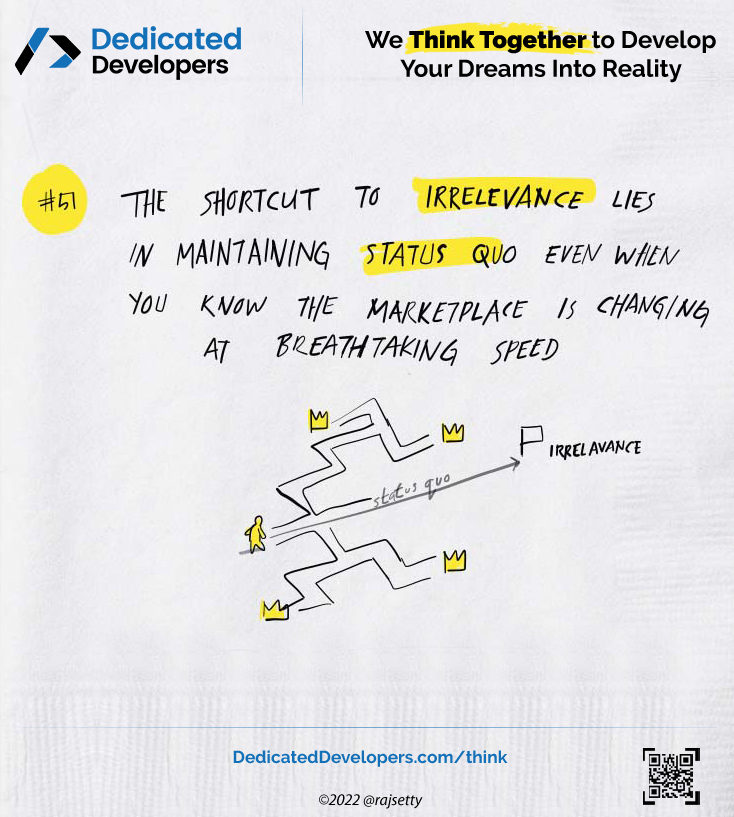 Dedicated
Developers
We Think Together to Develop
Your Dreams Into Reality
#51
THE SHORTCUT TO IRRELEVANCE LIES
IN MAINTAINING STATUS QUO EVEN WHEN
YOU KNOW THE MARKETPLACE IS CHANGING
AT BREATHTAKING SPEED
IRRELAVANCE
status quo
DedicatedDevelopers.com/think
©2022 @rajsetty